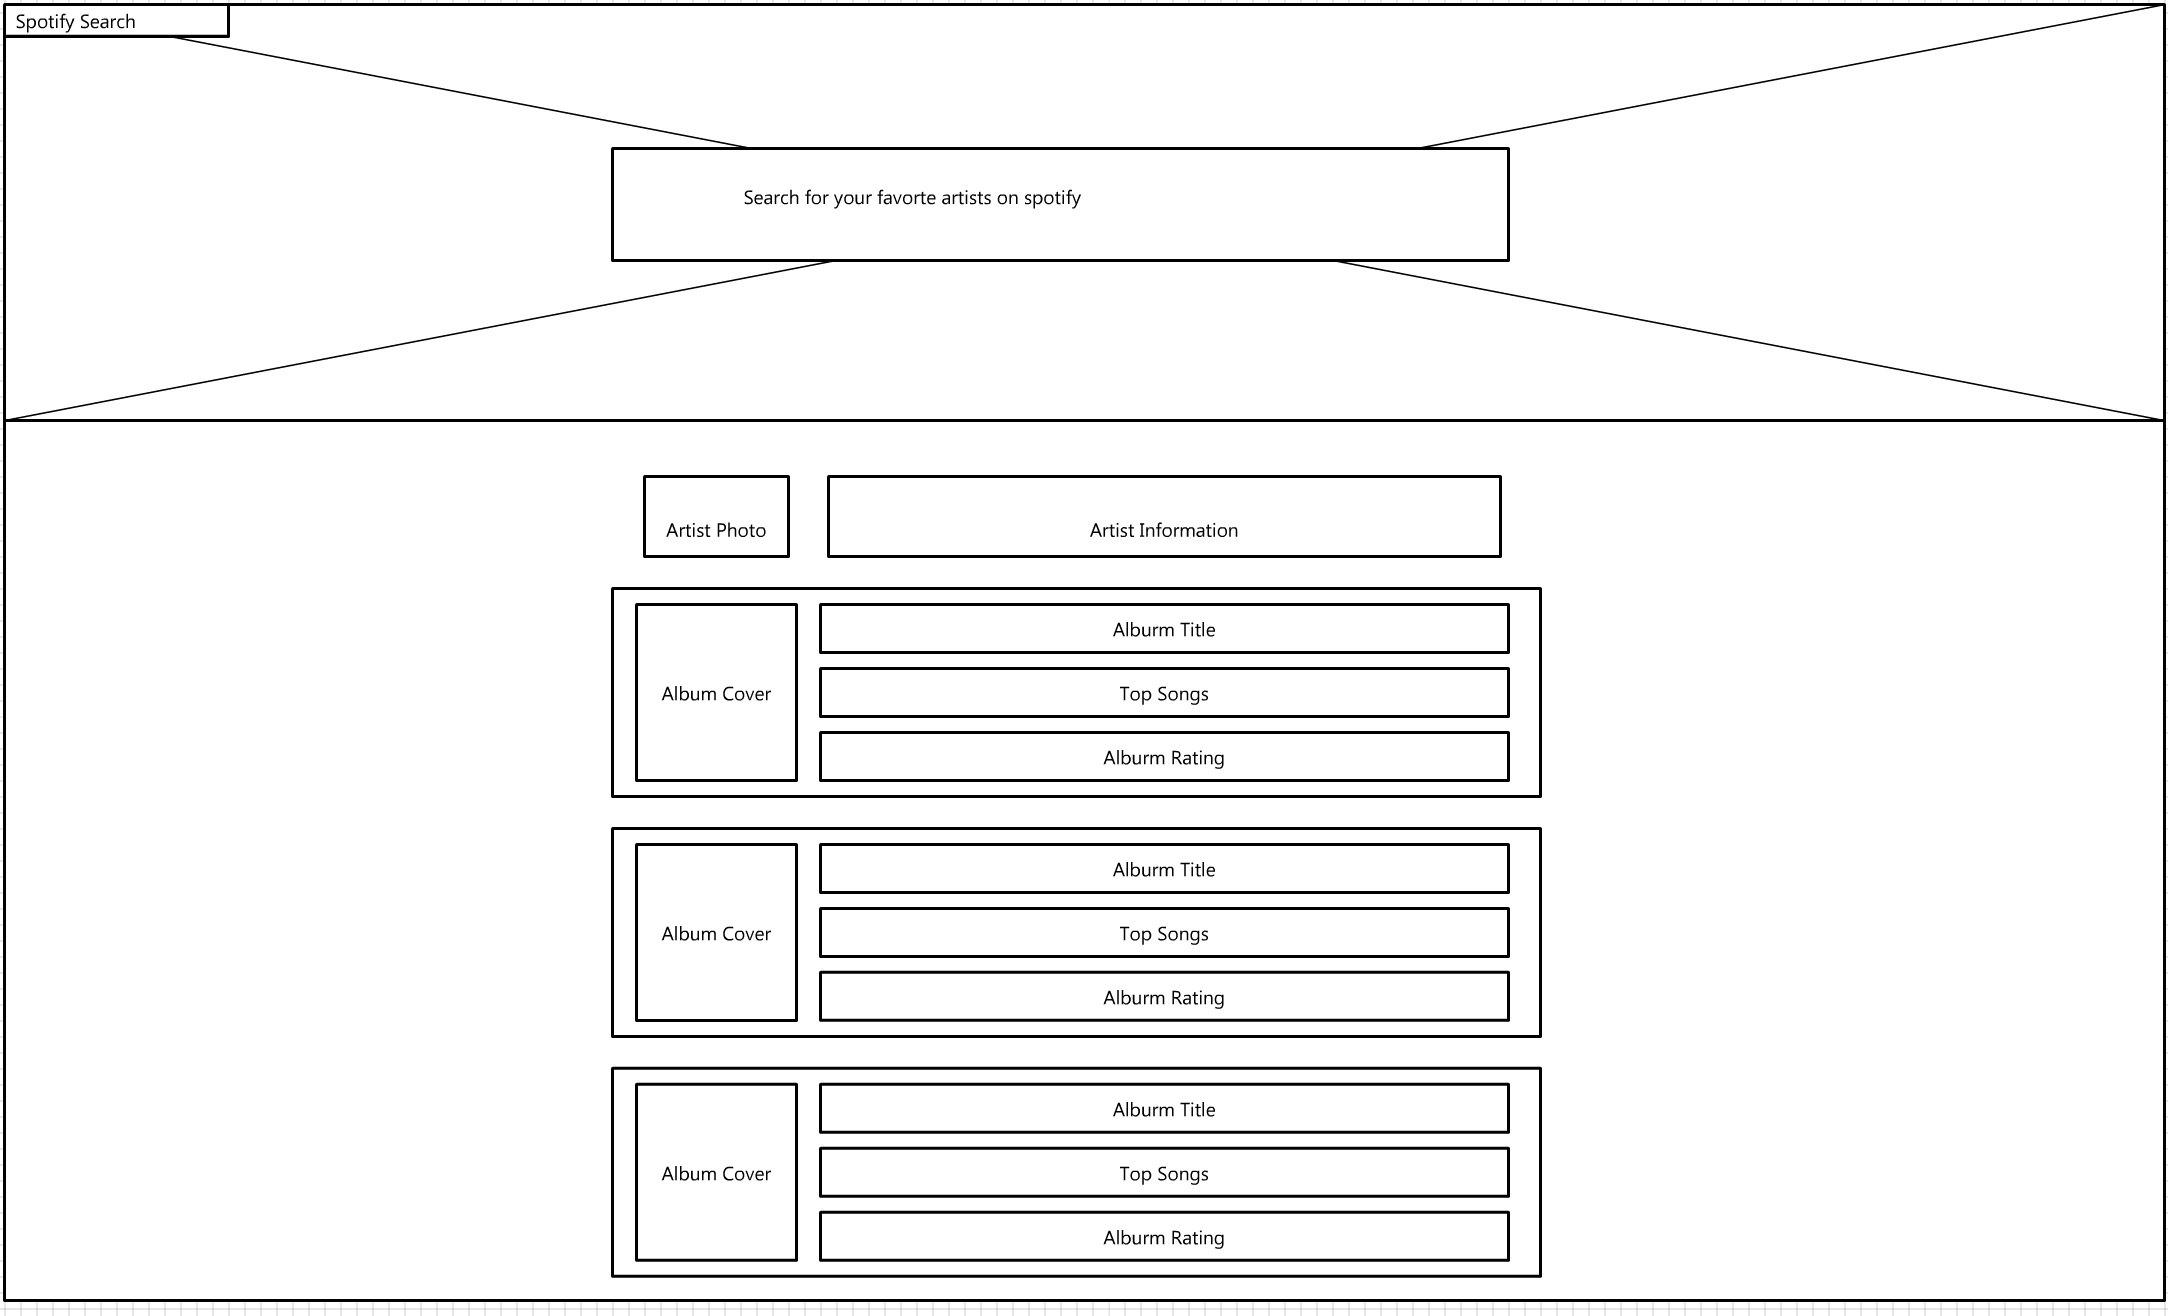 Spotify Search
Search for your favorte artists on spotify
Artist Photo
Artist Information
Album Cover
Alburm Title
Top Songs
Alburm Rating
Album Cover
Alburm Title
Top Songs
Alburm Rating
Album Cover
Alburm Title
Top Songs
Alburm Rating